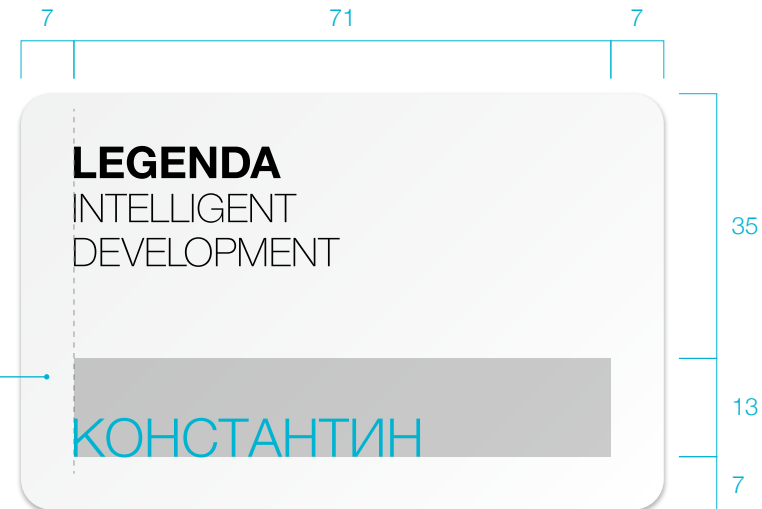 7 71 7
LEGENDA
INTELLIGENT
DEVELOPMENT
35
КОНСТАНТИН
13
7